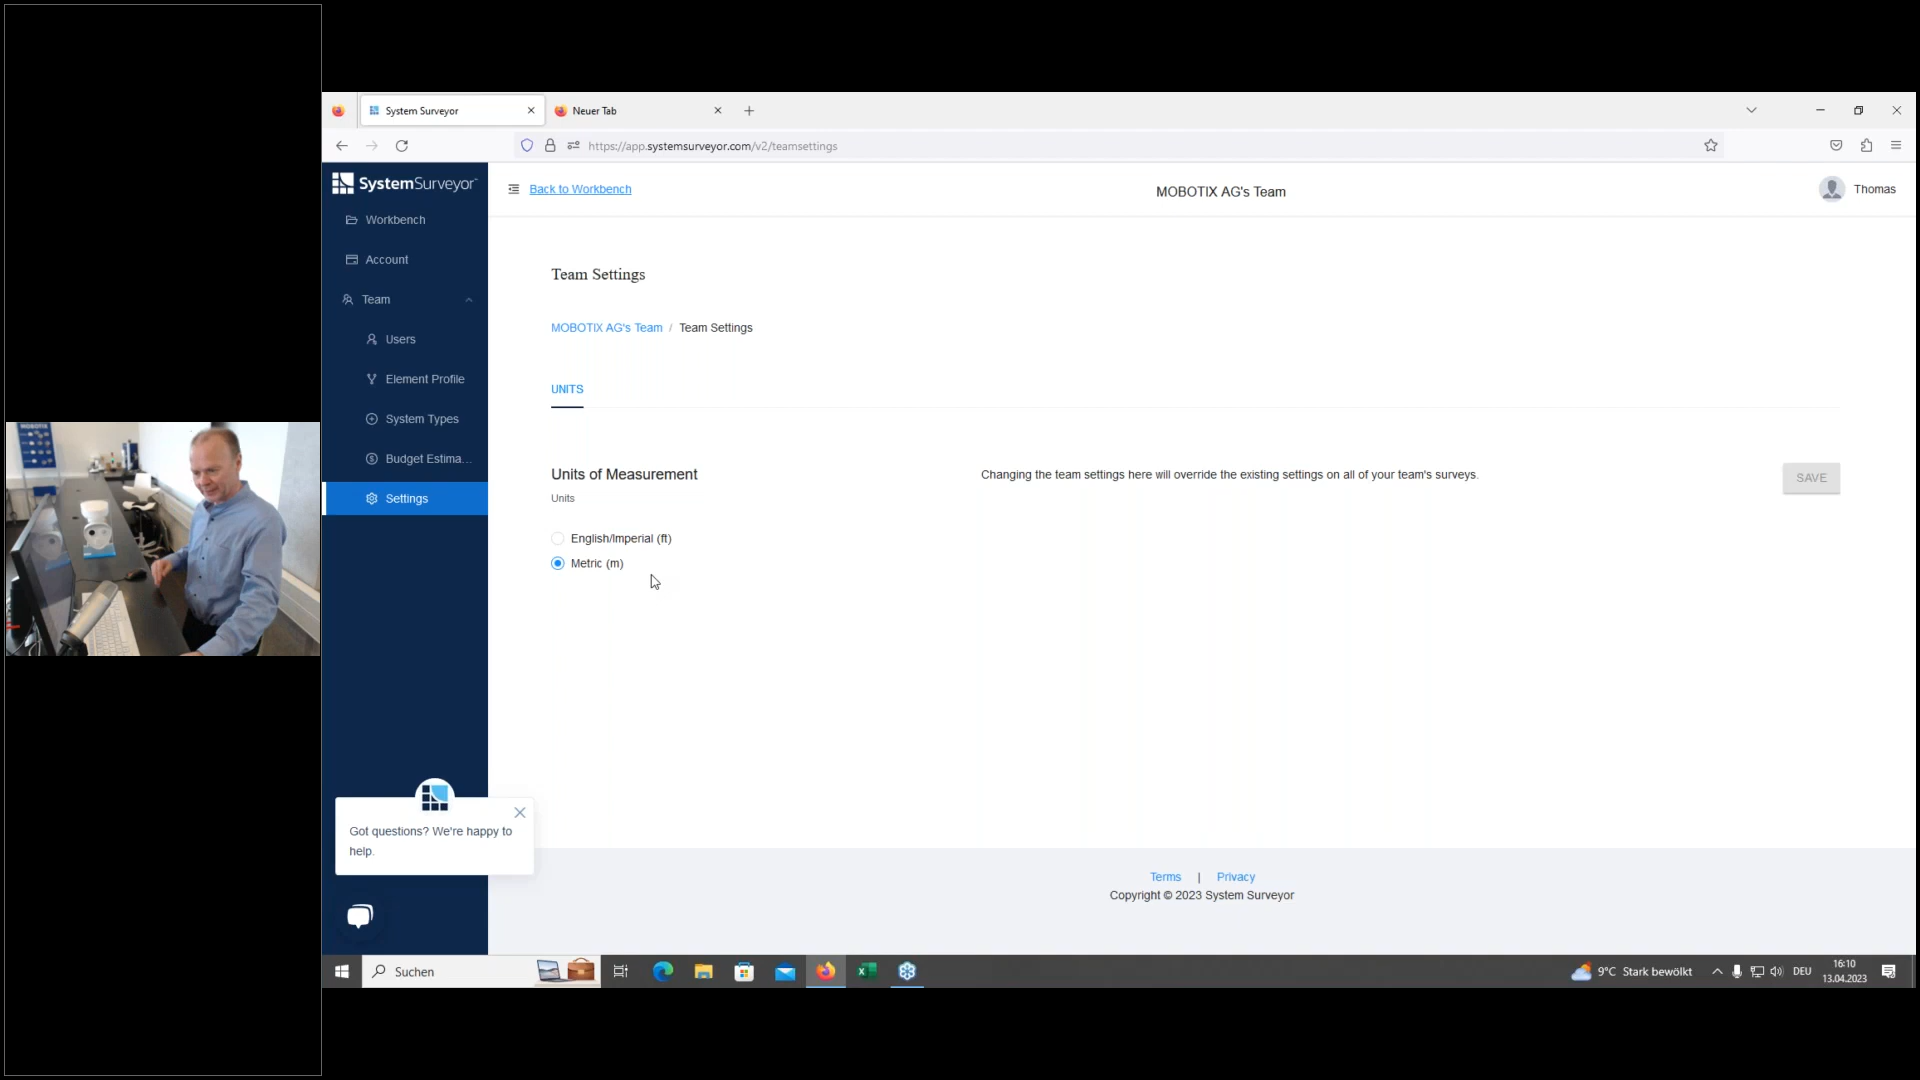 MOBOTIX
System Surveyor
Neuer Tab
https://app.systemsurveyor.com/v2/teamsettings
SystemSurveyor
Back to Workbench
MOBOTIX AG's Team
Thomas
Workbench
Account
Team
Users
Element Profile
System Types
Budget Estima...
Settings
Team Settings
MOBOTIX AG's Team / Team Settings
UNITS
Units of Measurement
Units
English/Imperial (ft)
Metric (m)
Changing the team settings here will override the existing settings on all of your team's surveys.
SAVE
Got questions? We're happy to
help.
Terms | Privacy
Copyright © 2023 System Surveyor
Suchen
9°C Stark bewölkt
DEU
16:10
13.04.2023